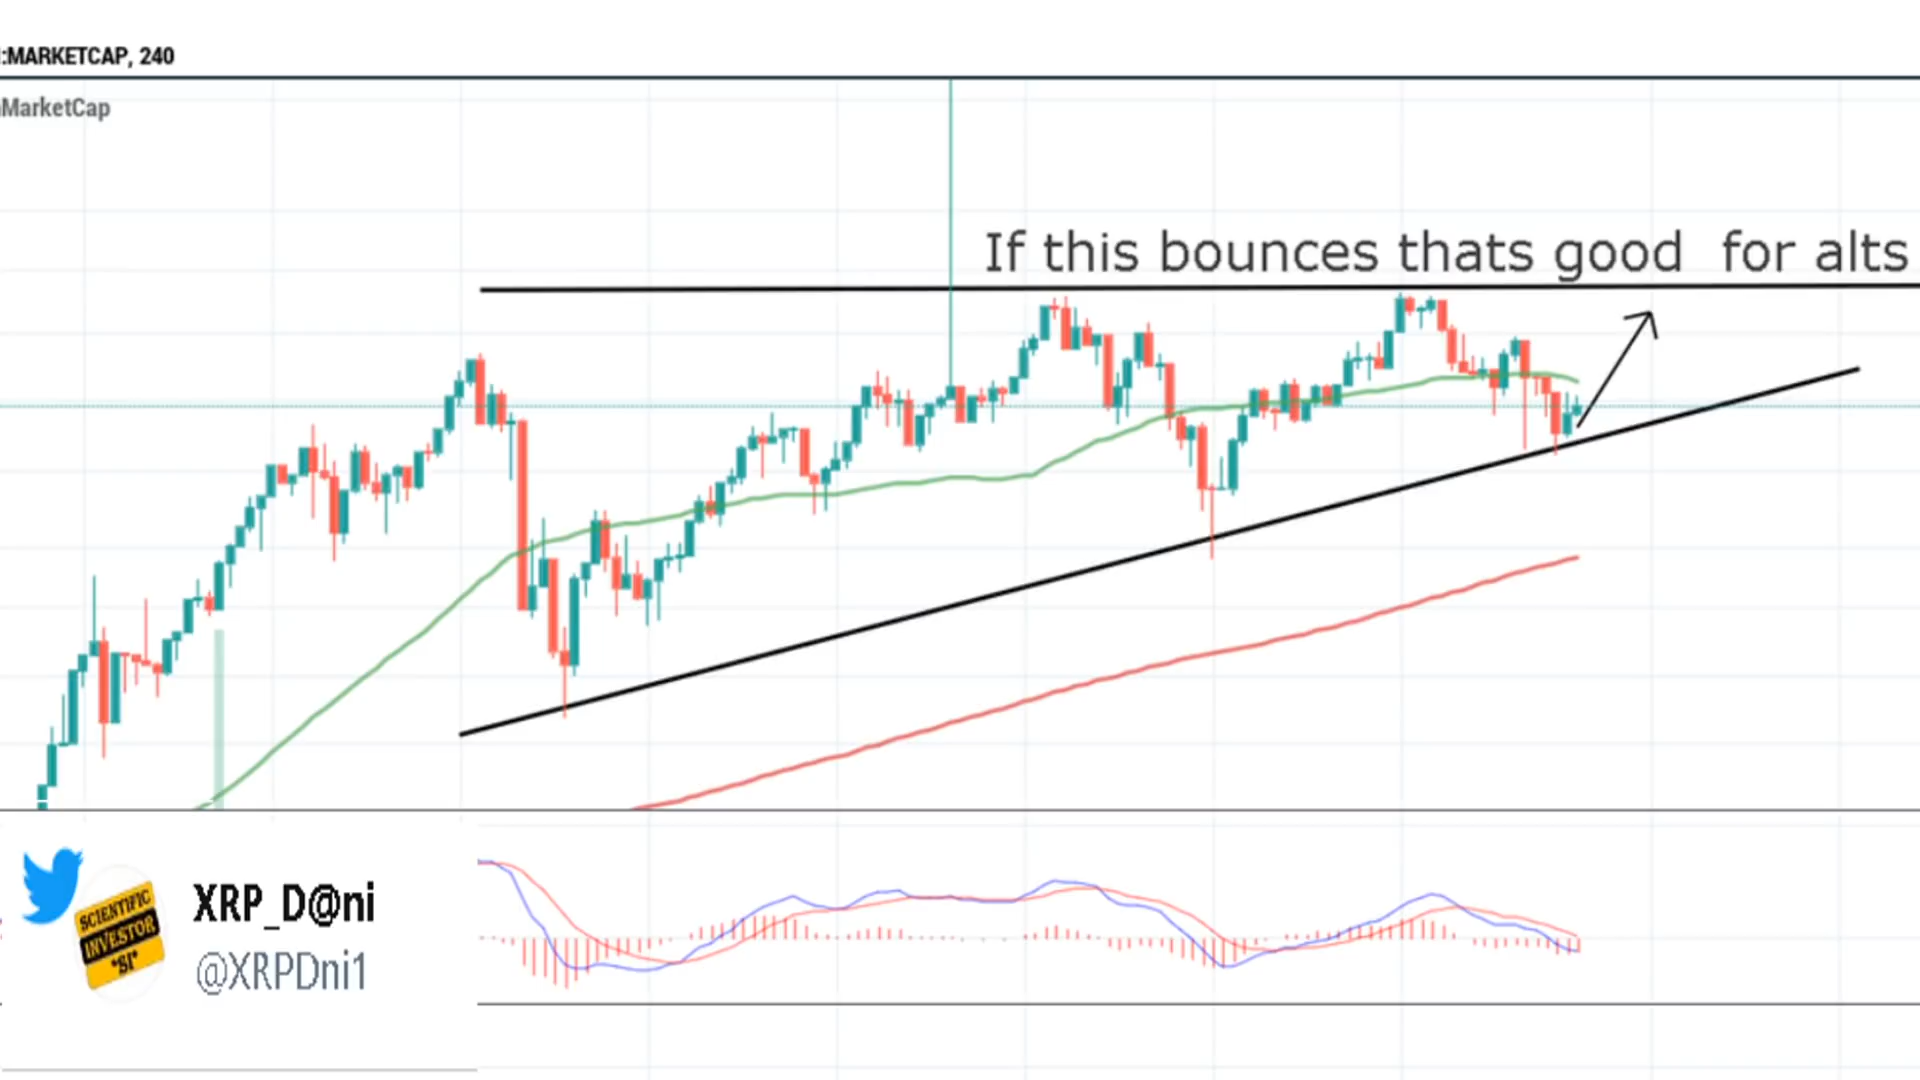 :MARKETCAP, 240
MarketCap
If this bounces thats good for alts
XRP_D@ni
@XRPDni1
SCIENTIFIC
INVESTOR
*SI*